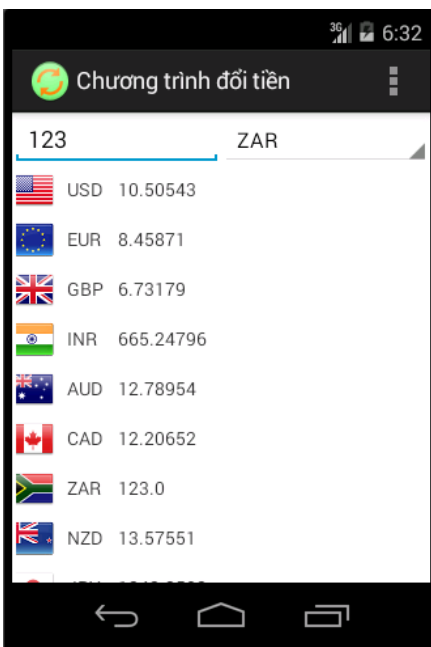 3G 6:32
Chương trình đổi tiền
123 ZAR
USD 10.50543
EUR 8.45871
GBP 6.73179
INR 665.24796
AUD 12.78954
CAD 12.20652
ZAR 123.0
NZD 13.57551